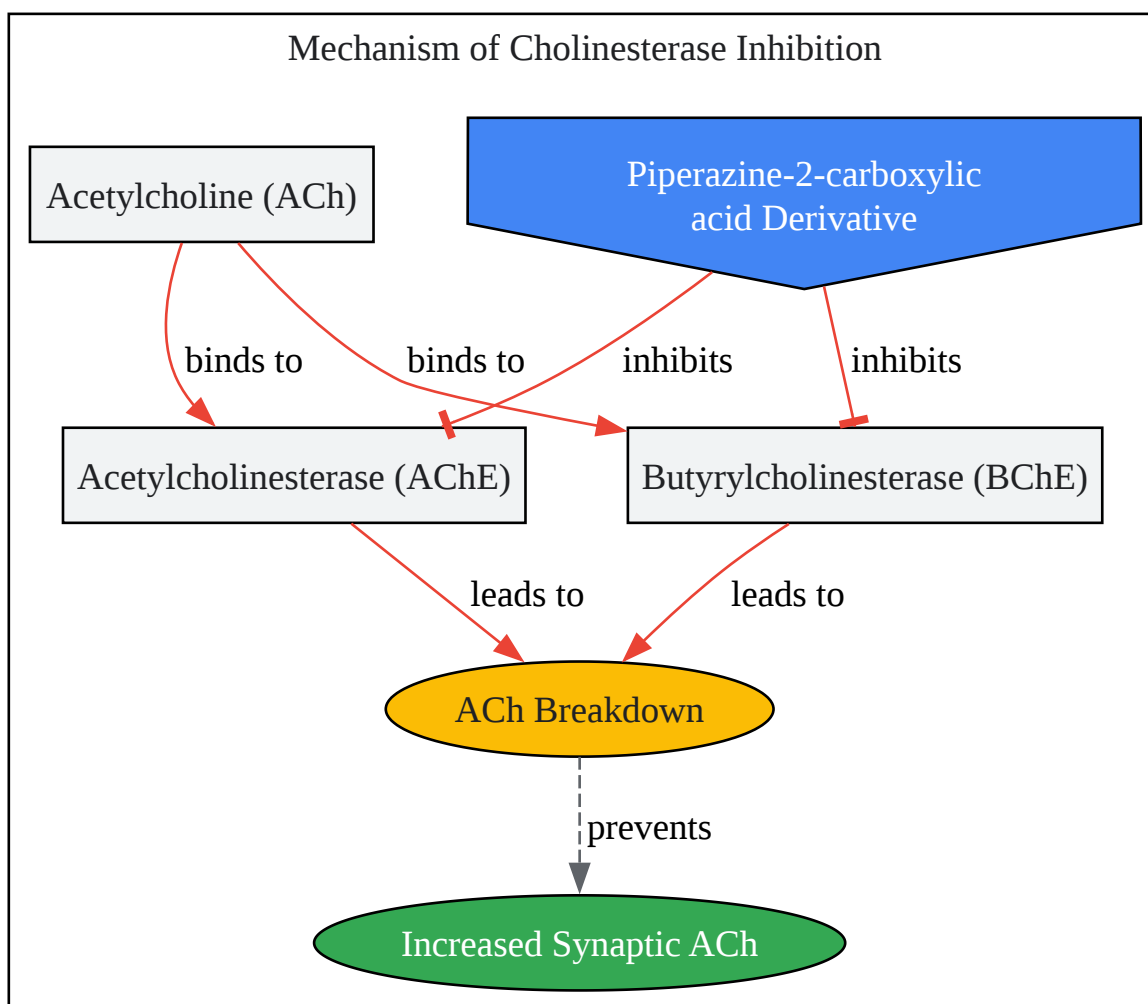 Mechanism of Cholinesterase Inhibition
Acetylcholine (ACh)
Piperazine-2-carboxylic
acid Derivative
binds to
binds to
inhibits
inhibits
Acetylcholinesterase (AChE)
Butyrylcholinesterase (BChE)
leads to
leads to
ACh Breakdown
prevents
Increased Synaptic ACh